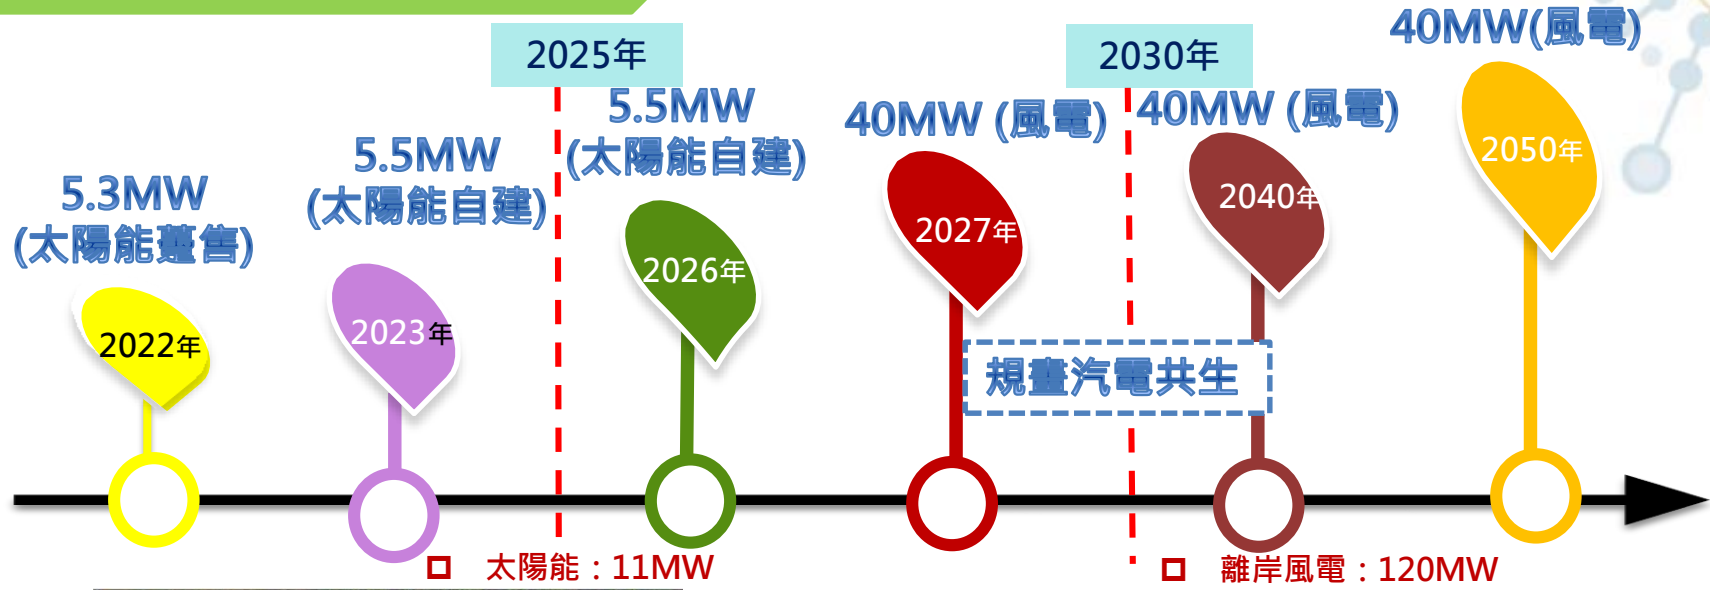 2025年
2030年
40MW(風電)
5.3MW
(太陽能躉售)
5.5MW
(太陽能自建)
5.5MW
(太陽能自建)
40MW (風電)
40MW (風電)
2022年
2023年
2026年
2027年
2040年
2050年
規畫汽電共生
太陽能：11MW
離岸風電：120MW